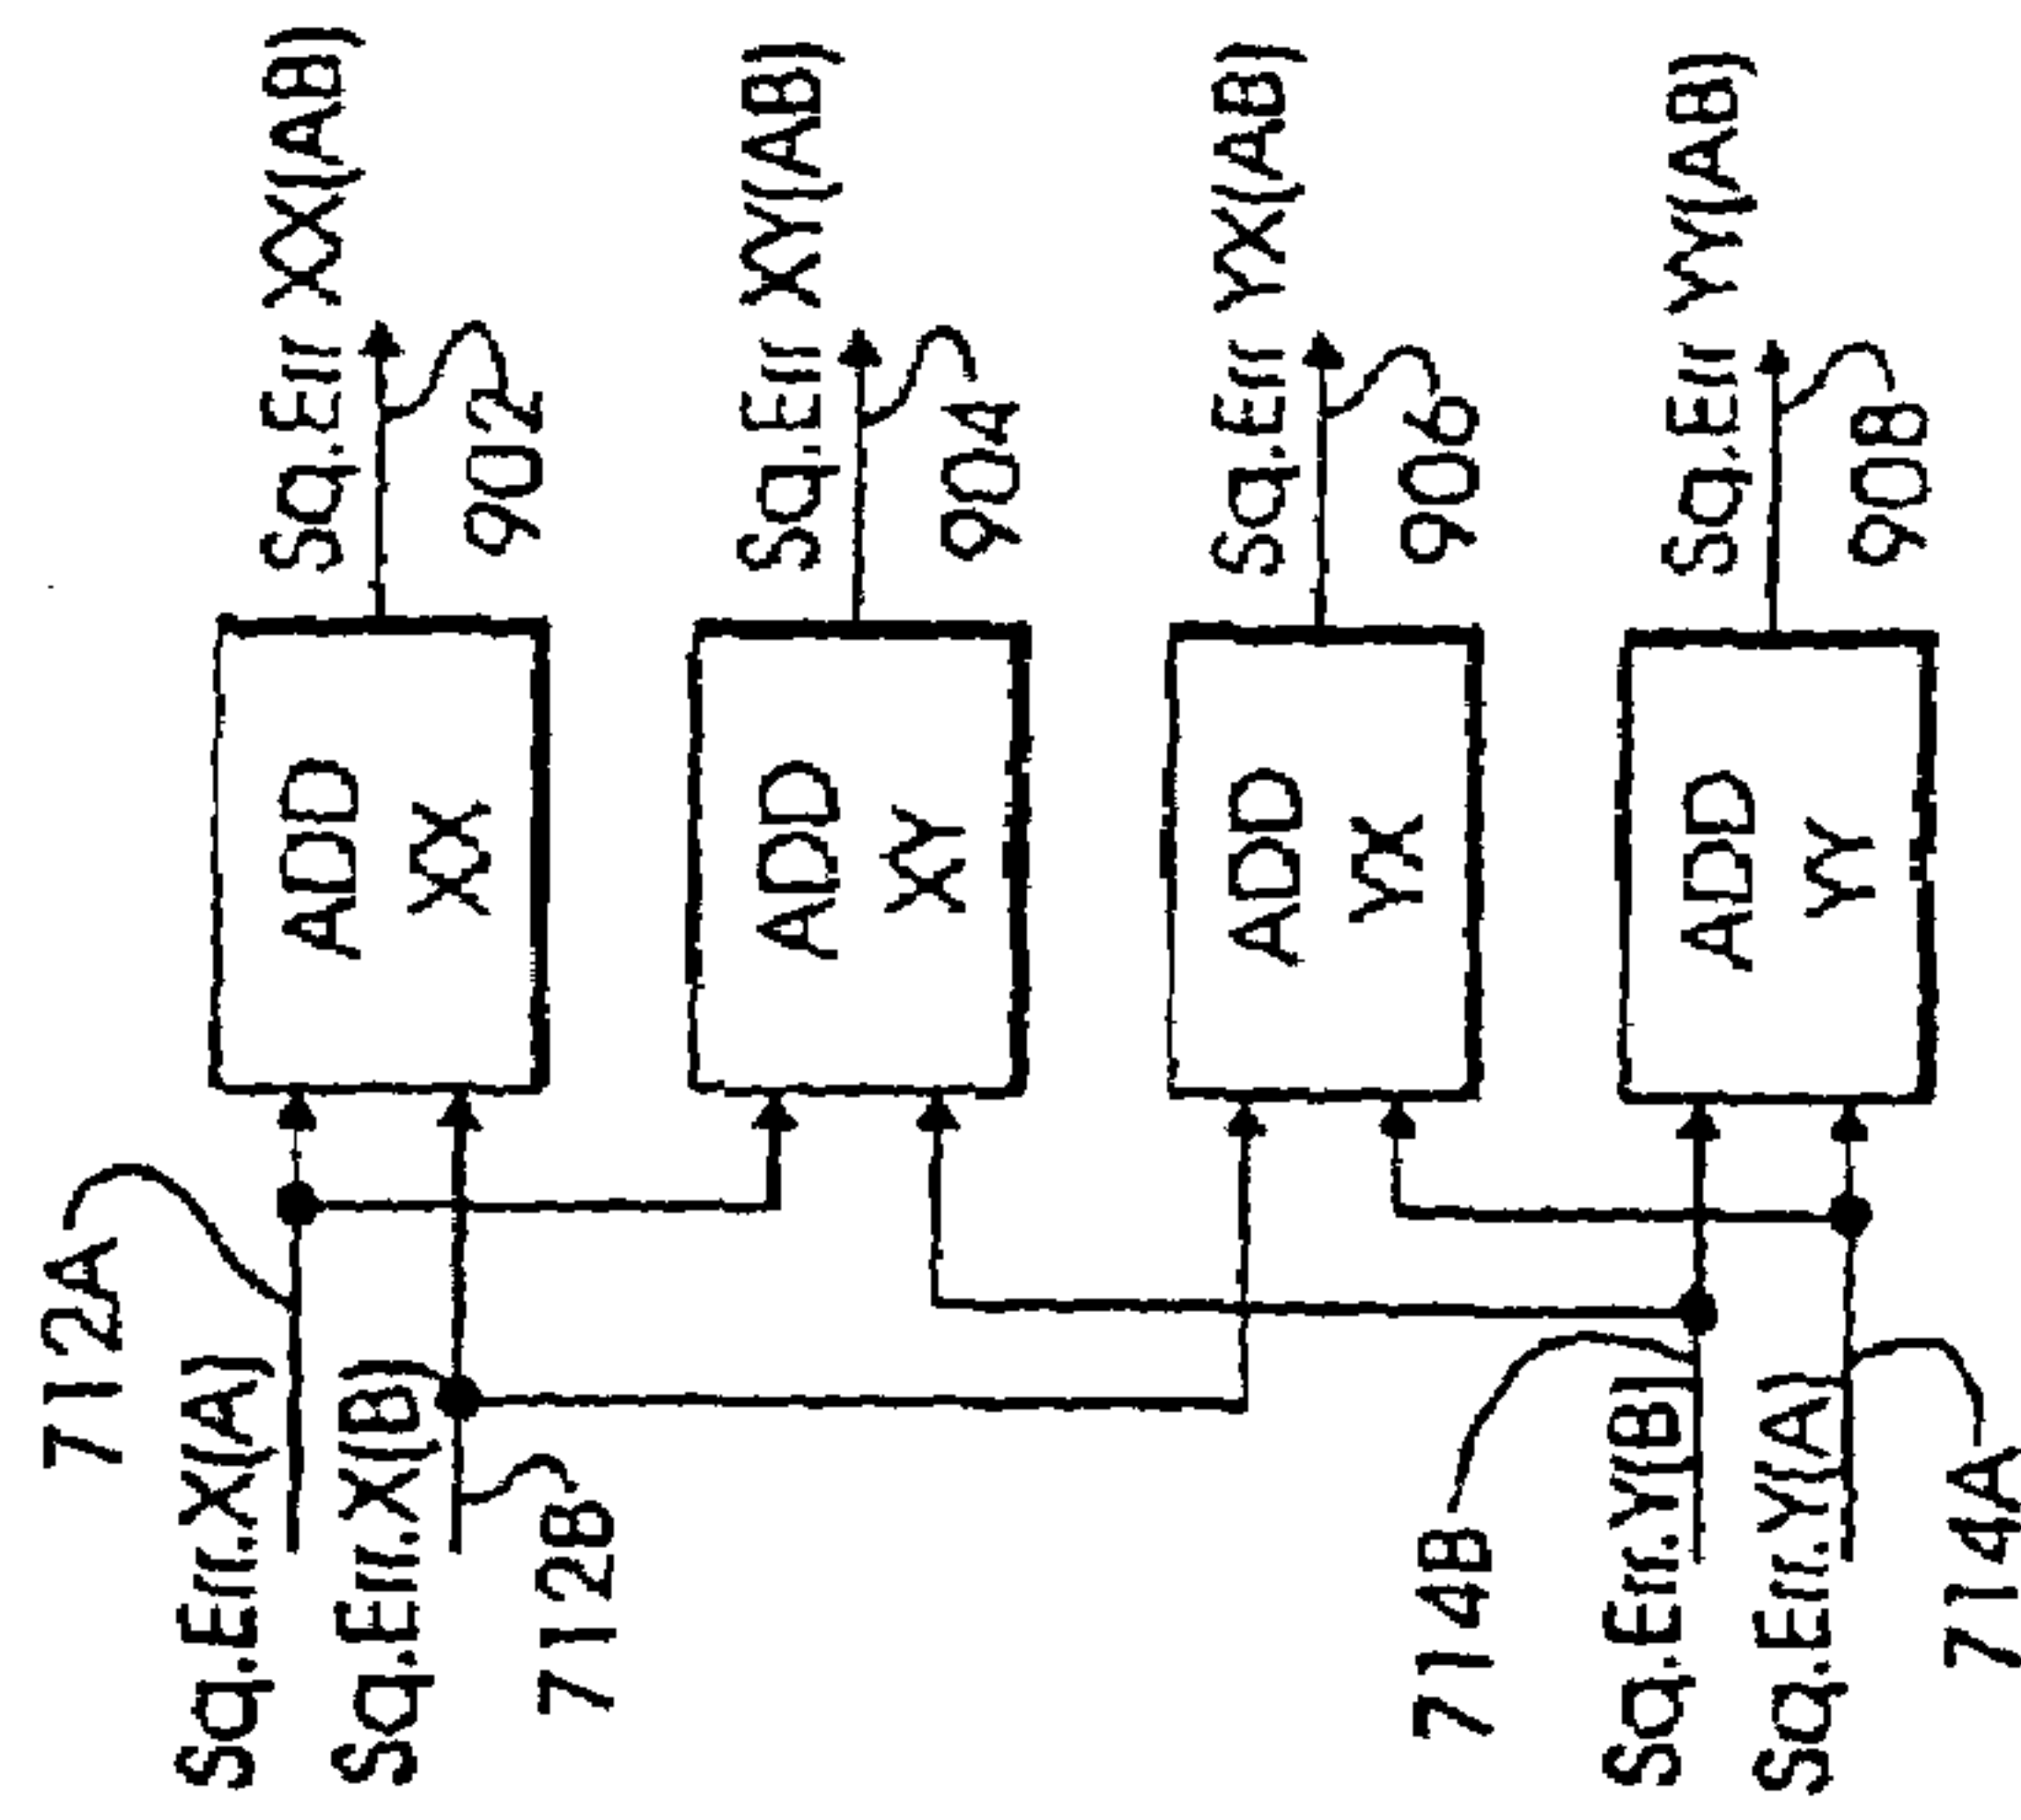 712A
Sq.Err.X(A)
Sq.Err.X(B)
712B
ADD
XX
Sq.Err XX(AB)
902
ADD
XY
Sq.Err XY(AB)
904
ADD
YX
Sq.Err YX(AB)
906
714B
Sq.Err.Y(B)
Sq.Err.Y(A)
714A
ADD
YY
Sq.Err YY(AB)
908